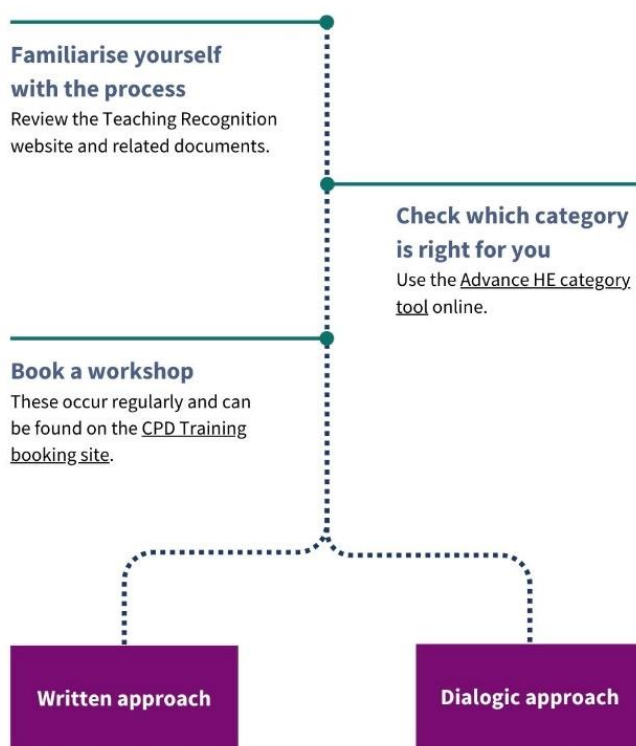 Familiarise yourself
with the process
Review the Teaching Recognition
website and related documents.
Check which category
is right for you
Use the Advance HE category
tool online.
Book a workshop
These occur regularly and can
be found on the CPD Training
booking site.
Written approach
Dialogic approach